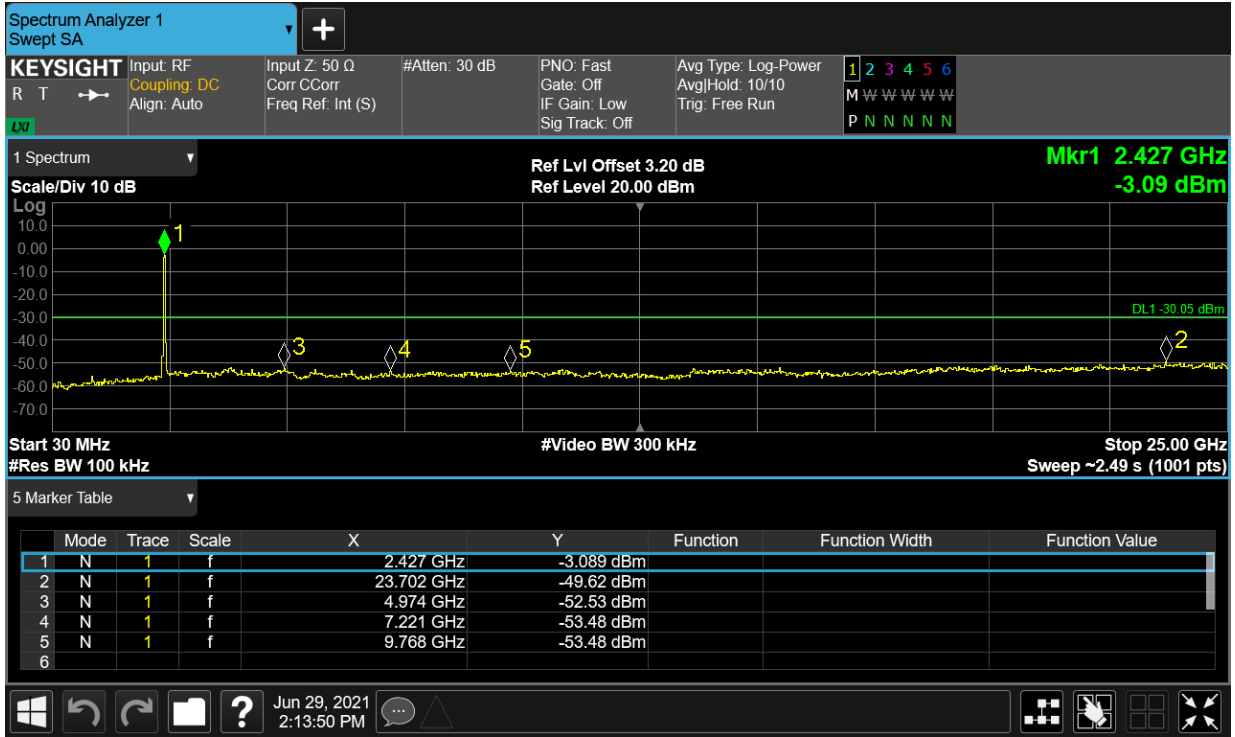 Spectrum Analyzer 1
Swept SA
KEYSIGHT
R T
LXI
Input: RF
Coupling: DC
Align: Auto
Input Z: 50 Ω
Corr CCorr
Freq Ref: Int (S)
#Atten: 30 dB
PNO: Fast
Gate: Off
IF Gain: Low
Sig Track: Off
Avg Type: Log-Power
Avg|Hold: 10/10
Trig: Free Run
1 2 3 4 5 6
M W W W W W
P N N N N N
1 Spectrum
Scale/Div 10 dB
Ref Lvl Offset 3.20 dB
Ref Level 20.00 dBm
Mkr1 2.427 GHz
-3.09 dBm
Log
10.0
0.00
-10.0
-20.0
-30.0
-40.0
-50.0
-60.0
-70.0
1
3
4
5
2
DL1 -30.05 dBm
Start 30 MHz
#Video BW 300 kHz
Stop 25.00 GHz
#Res BW 100 kHz
Sweep ~2.49 s (1001 pts)
5 Marker Table
Mode Trace Scale X Y Function Function Width Function Value
1 N 1 f 2.427 GHz -3.089 dBm
2 N 1 f 23.702 GHz -49.62 dBm
3 N 1 f 4.974 GHz -52.53 dBm
4 N 1 f 7.221 GHz -53.48 dBm
5 N 1 f 9.768 GHz -53.48 dBm
6
?
Jun 29, 2021
2:13:50 PM